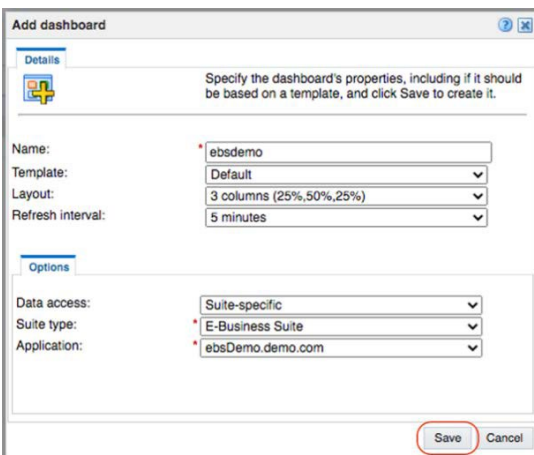 Add dashboard
Details
Specify the dashboard's properties, including if it should
be based on a template, and click Save to create it.
Name: * ebsdemo
Template: Default
Layout: 3 columns (25%,50%,25%)
Refresh interval: 5 minutes
Options
Data access: Suite-specific
Suite type: * E-Business Suite
Application: * ebsDemo.demo.com
Save Cancel